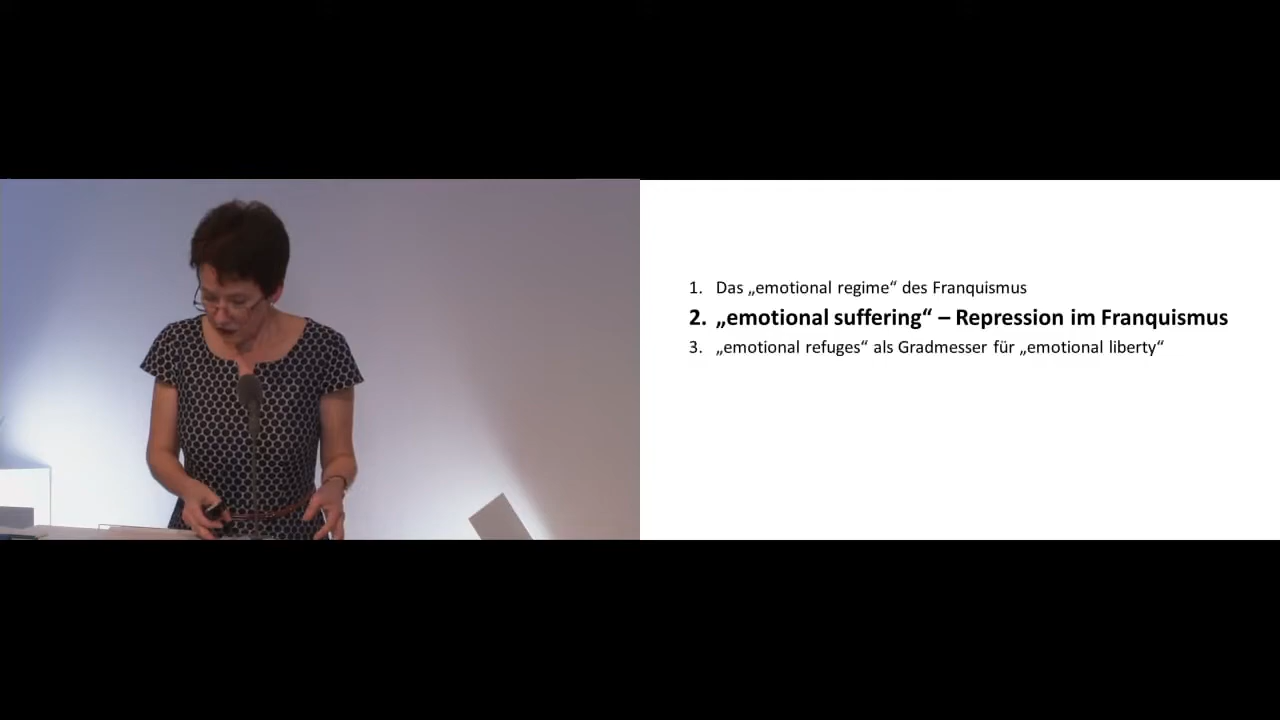 1. Das „emotional regime“ des Franquismus
2. „emotional suffering“ – Repression im Franquismus
3. „emotional refuges“ als Gradmesser für „emotional liberty“